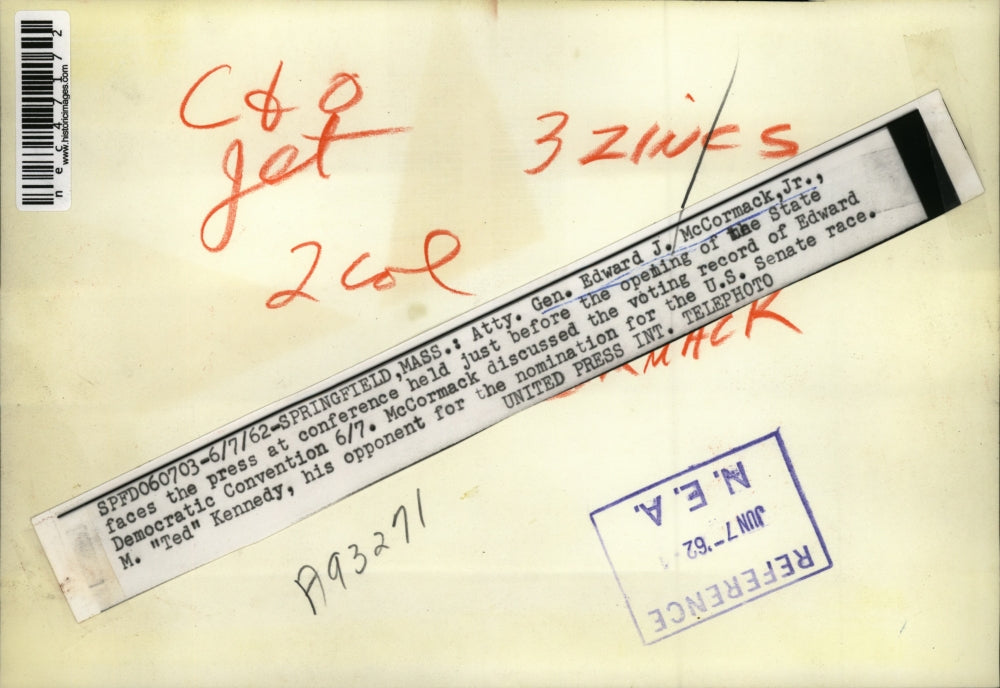 nec47172
www.historicimages.com
C & O
get
3 zincs
2 col
MACK
SPFD060703-6/7/62-SPRINGFIELD,MASS.: Atty. Gen. Edward J. McCormack,Jr.,
faces the press at conference held just before the opening of the State
Democratic Convention 6/7. McCormack discussed the voting record of Edward
M. "Ted" Kennedy, his opponent for the nomination for the U.S. Senate race.
UNITED PRESS INT. TELEPHOTO
A93271
REFERENCE
JUN 7-'62
N.E.A.